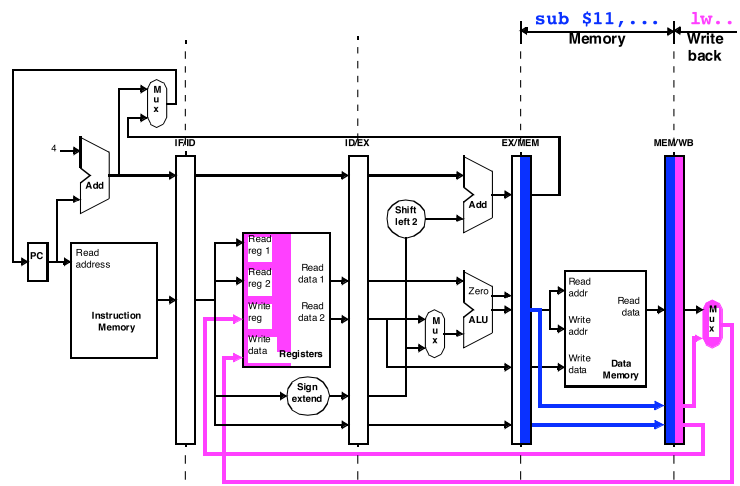 sub $11,... lw..
Memory Write
back
M
u
x
4
Add
IF/ID
ID/EX
EX/MEM
MEM/WB
Shift
left 2
Add
PC
Read
address
Instruction
Memory
Read
reg 1
Read
reg 2
Write
reg
Write
data
Read
data 1
Read
data 2
Registers
Sign
extend
M
u
x
Zero
ALU
Read
addr
Write
addr
Write
data
Read
data
Data
Memory
M
u
x